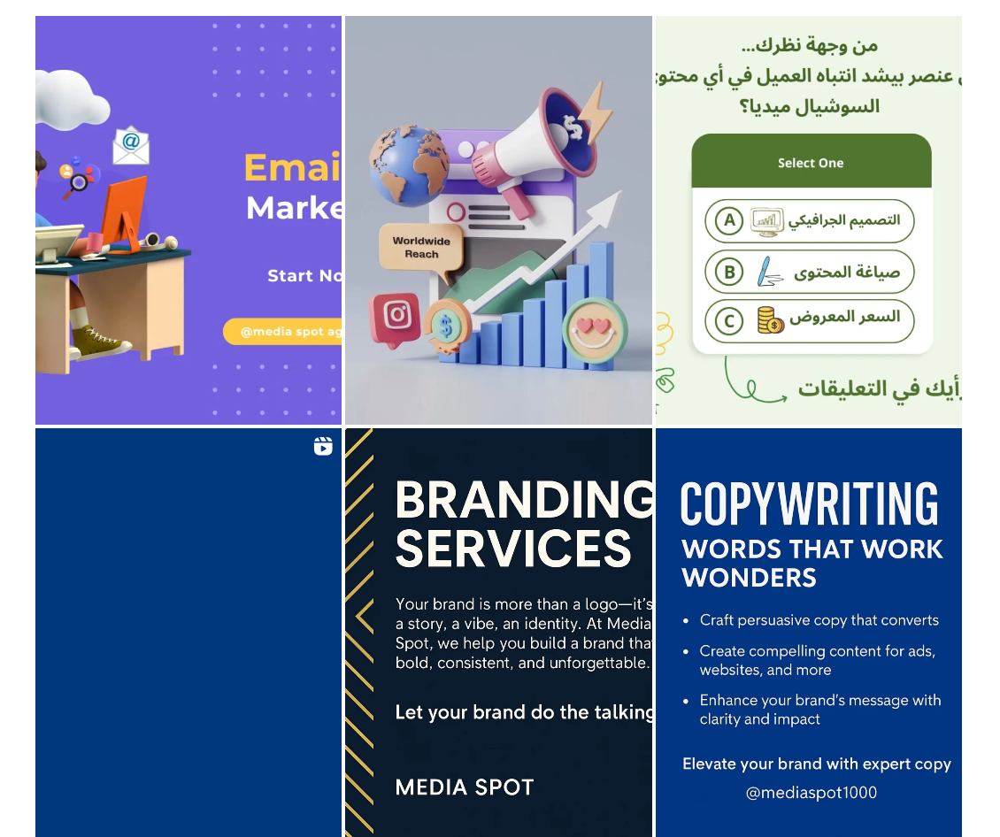 Emai
Marke
Start No
@media spot ag
Worldwide
Reach
من وجهة نظرك...
عنصر بيشد انتباه العميل في أي محتوى
السوشيال ميديا؟
Select One
A التصميم الجرافيكي
B صياغة المحتوى
C السعر المعروض
رأيك في التعليقات
BRANDING
SERVICES
Your brand is more than a logo—it's
a story, a vibe, an identity. At Media
Spot, we help you build a brand that
bold, consistent, and unforgettable.
Let your brand do the talking
MEDIA SPOT
COPYWRITING
WORDS THAT WORK
WONDERS
• Craft persuasive copy that converts
• Create compelling content for ads,
websites, and more
• Enhance your brand's message with
clarity and impact
Elevate your brand with expert copy
@mediaspot1000